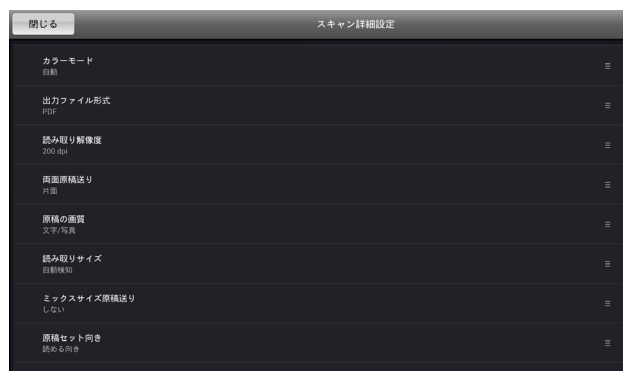 閉じる
スキャン詳細設定
カラーモード
自動
出力ファイル形式
PDF
読み取り解像度
200 dpi
両面原稿送り
片面
原稿の画質
文字/写真
読み取りサイズ
自動検知
ミックスサイズ原稿送り
しない
原稿セット向き
読める向き